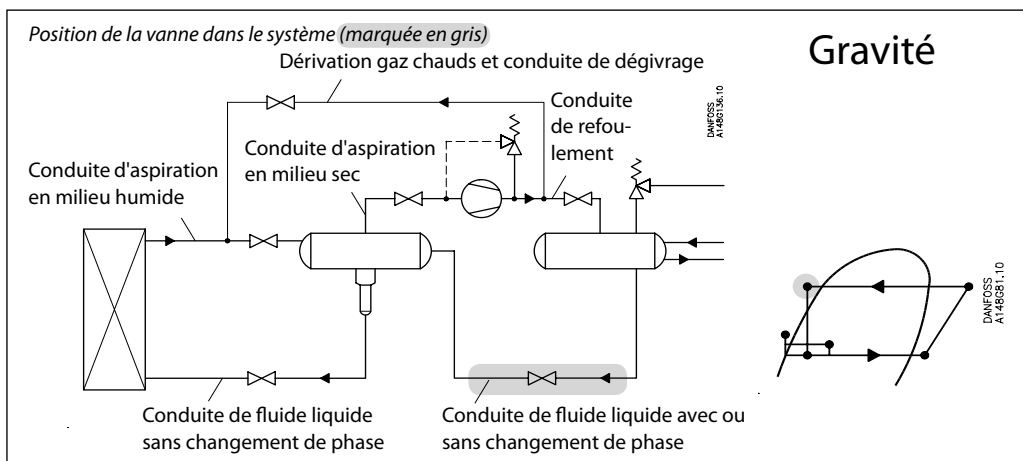 Position de la vanne dans le système (marquée en gris)
Gravité
Dérivation gaz chauds et conduite de dégivrage
Conduite
de refou-
lement
DANFOSS
A148G136.10
Conduite d'aspiration
en milieu sec
Conduite d'aspiration
en milieu humide
DANFOSS
A148G81.10
Conduite de fluide liquide
sans changement de phase
Conduite de fluide liquide avec ou
sans changement de phase